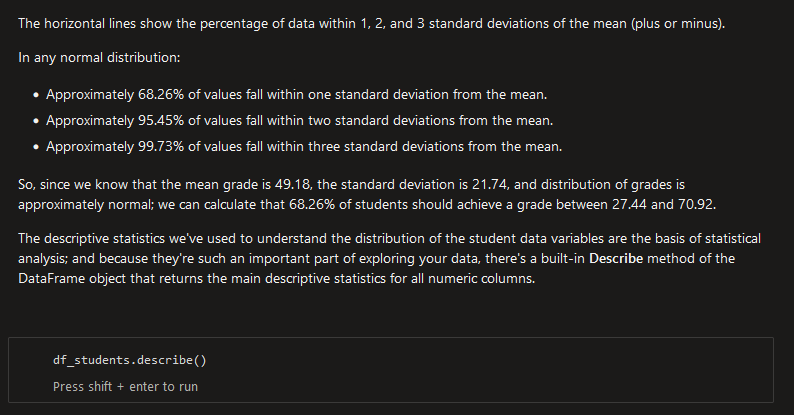 The horizontal lines show the percentage of data within 1, 2, and 3 standard deviations of the mean (plus or minus).
In any normal distribution:
• Approximately 68.26% of values fall within one standard deviation from the mean.
• Approximately 95.45% of values fall within two standard deviations from the mean.
• Approximately 99.73% of values fall within three standard deviations from the mean.
So, since we know that the mean grade is 49.18, the standard deviation is 21.74, and distribution of grades is
approximately normal; we can calculate that 68.26% of students should achieve a grade between 27.44 and 70.92.
The descriptive statistics we've used to understand the distribution of the student data variables are the basis of statistical
analysis; and because they're such an important part of exploring your data, there's a built-in Describe method of the
DataFrame object that returns the main descriptive statistics for all numeric columns.
df_students.describe()
Press shift + enter to run